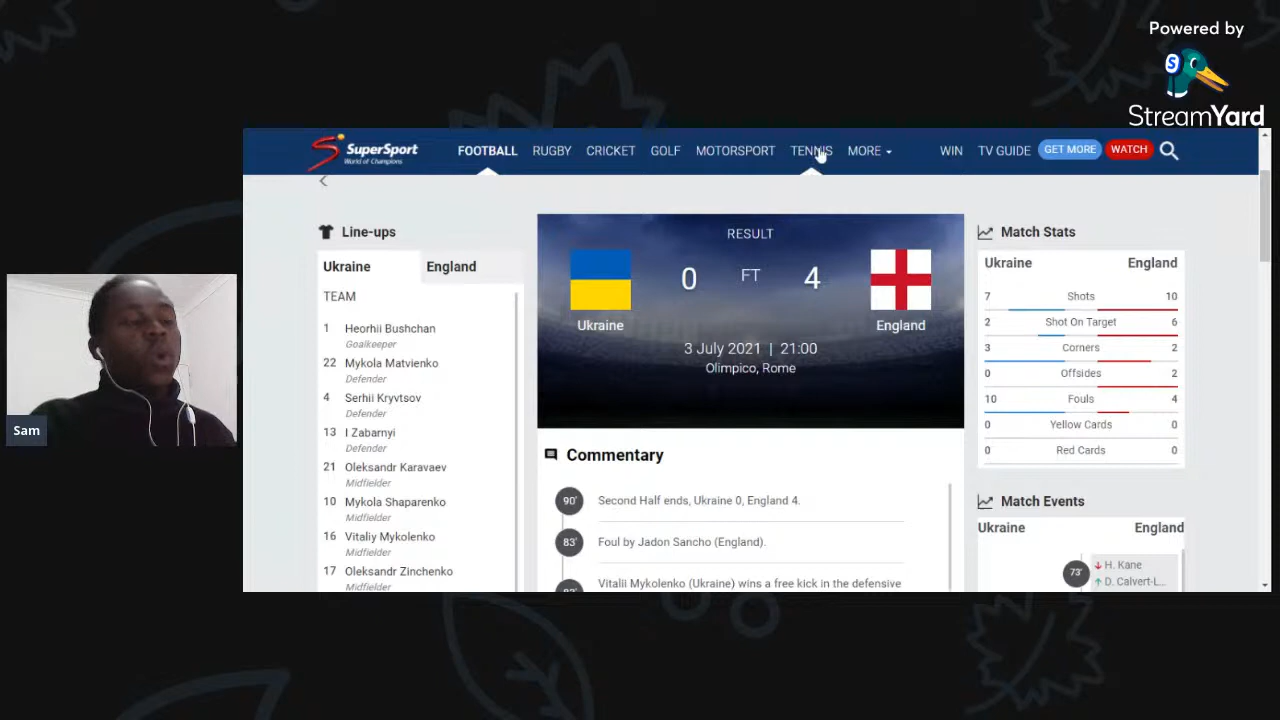 Powered by
S
StreamYard
SuperSport
World of Champions
FOOTBALL
RUGBY
CRICKET
GOLF
MOTORSPORT
TENNIS
MORE
WIN
TV GUIDE
GET MORE
WATCH
Line-ups
Ukraine England
TEAM
1 Heorhii Bushchan
Goalkeeper
22 Mykola Matvienko
Defender
4 Serhii Kryvtsov
Defender
13 I Zabarnyi
Defender
21 Oleksandr Karavaev
Midfielder
10 Mykola Shaparenko
Midfielder
16 Vitaliy Mykolenko
Midfielder
17 Oleksandr Zinchenko
Midfielder
RESULT
0 FT 4
Ukraine England
3 July 2021 | 21:00
Olimpico, Rome
Commentary
90' Second Half ends, Ukraine 0, England 4.
83' Foul by Jadon Sancho (England).
Vitalii Mykolenko (Ukraine) wins a free kick in the defensive
Match Stats
Ukraine England
7 Shots 10
2 Shot On Target 6
3 Corners 2
0 Offsides 2
10 Fouls 4
0 Yellow Cards 0
0 Red Cards 0
Match Events
Ukraine England
73' H. Kane
D. Calvert-L...
Sam